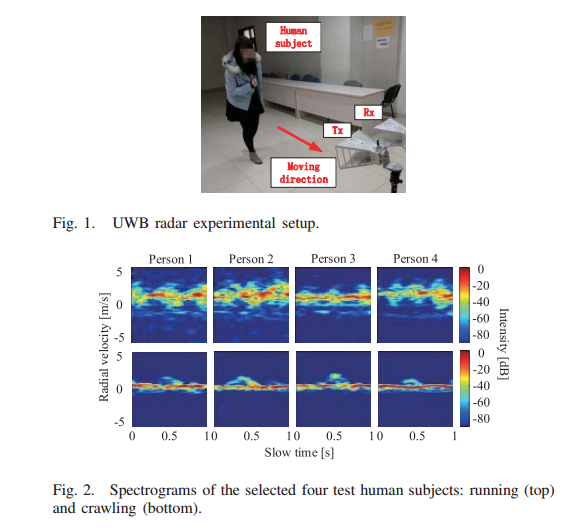 Human
subject
Rx
Tx
Moving
direction
Fig. 1. UWB radar experimental setup.
Person 1 Person 2 Person 3 Person 4
5
0
-5
5
0
-5
Radial velocity [m/s]
0
-20
-40
-60
-80
0
-20
-40
-60
-80
Intensity [dB]
0 0.5 1 0 0.5 1 0 0.5 1 0 0.5 1
Slow time [s]
Fig. 2. Spectrograms of the selected four test human subjects: running (top)
and crawling (bottom).